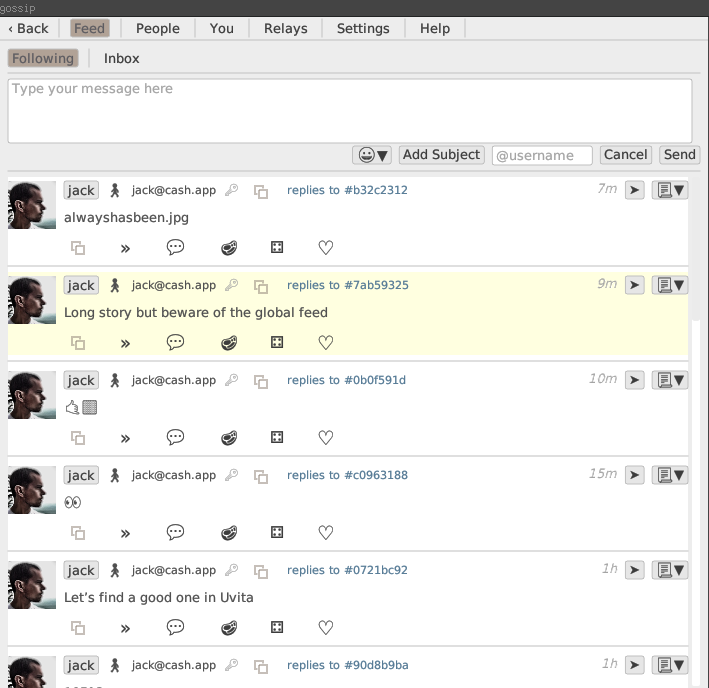 gossip
‹ Back Feed People You Relays Settings Help
Following Inbox
Type your message here
Add Subject @username Cancel Send
jack jack@cash.app replies to #b32c2312 7m
alwayshasbeen.jpg
jack jack@cash.app replies to #7ab59325 9m
Long story but beware of the global feed
jack jack@cash.app replies to #0b0f591d 10m
jack jack@cash.app replies to #c0963188 15m
👀
jack jack@cash.app replies to #0721bc92 1h
Let’s find a good one in Uvita
jack jack@cash.app replies to #90d8b9ba 1h